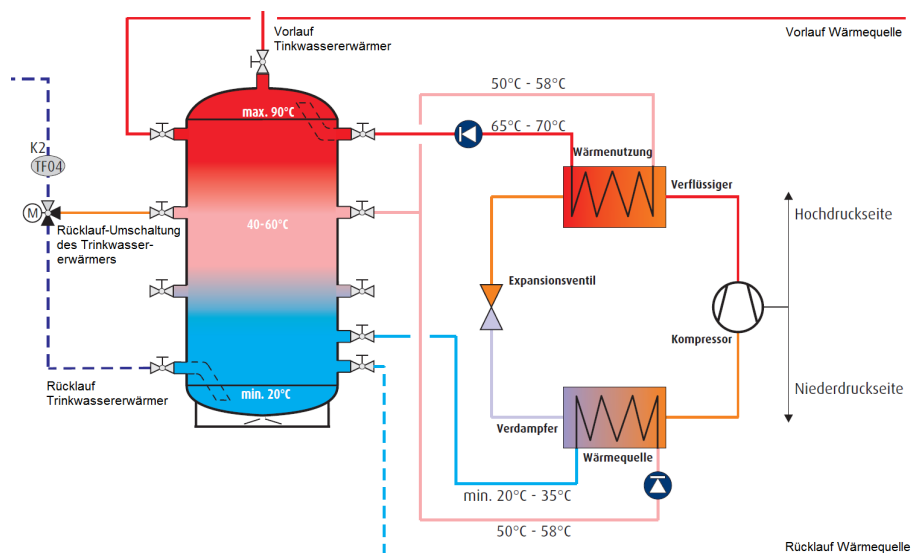 Vorlauf
Tinkwassererwärmer
Vorlauf Wärmequelle
50°C - 58°C
max. 90°C
65°C - 70°C
K2
TF04
Wärmenutzung
Verflüssiger
M
40-60°C
Rücklauf-Umschaltung
des Trinkwasser-
erwärmers
Hochdruckseite
Expansionsventil
Kompressor
Rücklauf
Trinkwassererwärmer
min. 20°C
Niederdruckseite
Verdampfer
Wärmequelle
min. 20°C - 35°C
50°C - 58°C
Rücklauf Wärmequelle